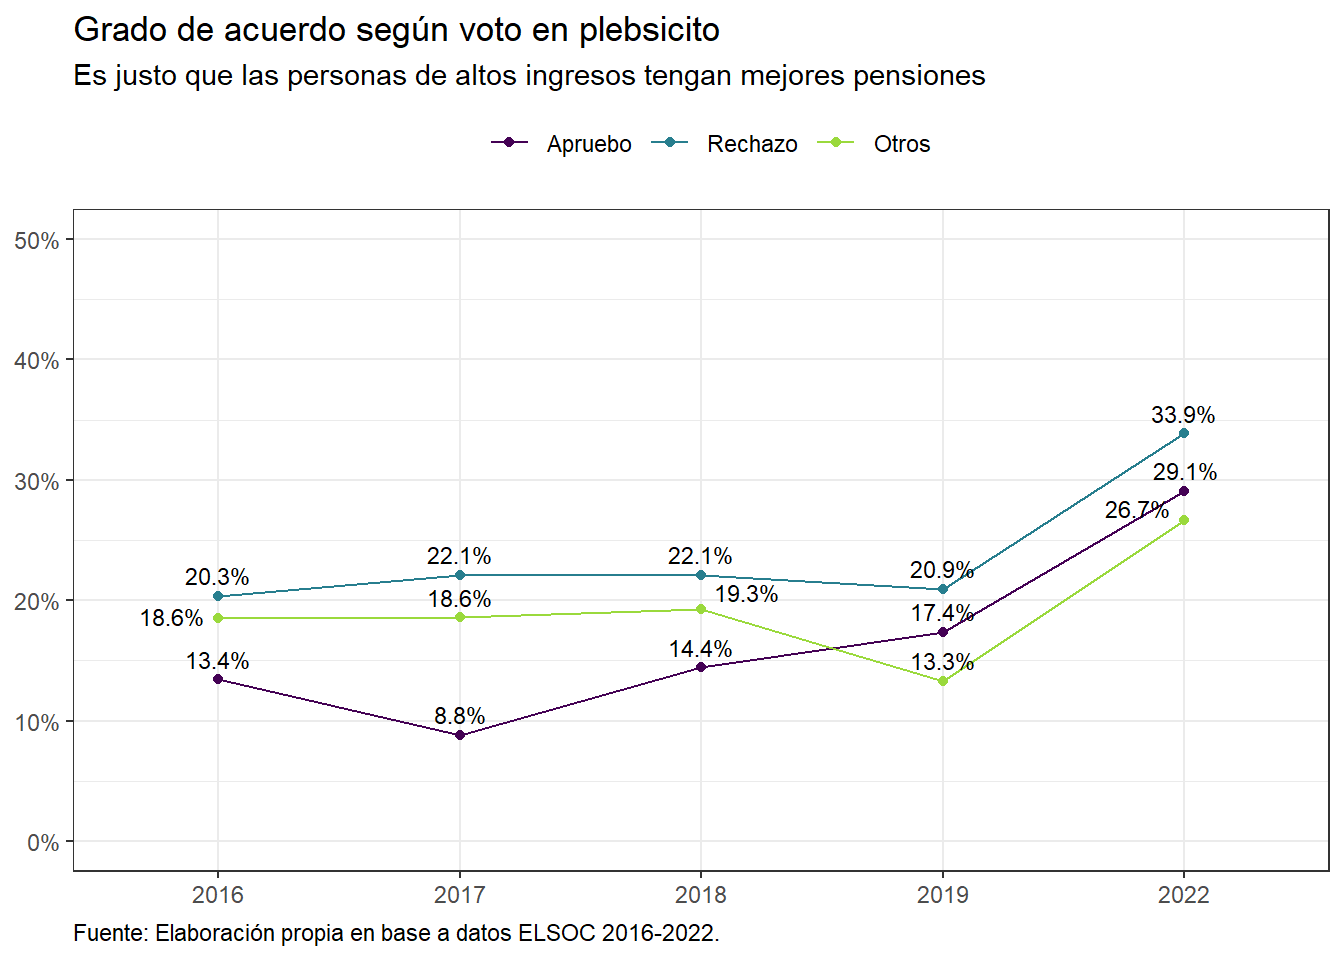 Grado de acuerdo según voto en plebsicito
Es justo que las personas de altos ingresos tengan mejores pensiones
Apruebo Rechazo Otros
50%
40%
33.9%
29.1%
30%
26.7%
22.1% 22.1%
20.3% 20.9%
20% 18.6% 18.6% 19.3%
17.4%
13.4% 14.4% 13.3%
10% 8.8%
0%
2016 2017 2018 2019 2022
Fuente: Elaboración propia en base a datos ELSOC 2016-2022.